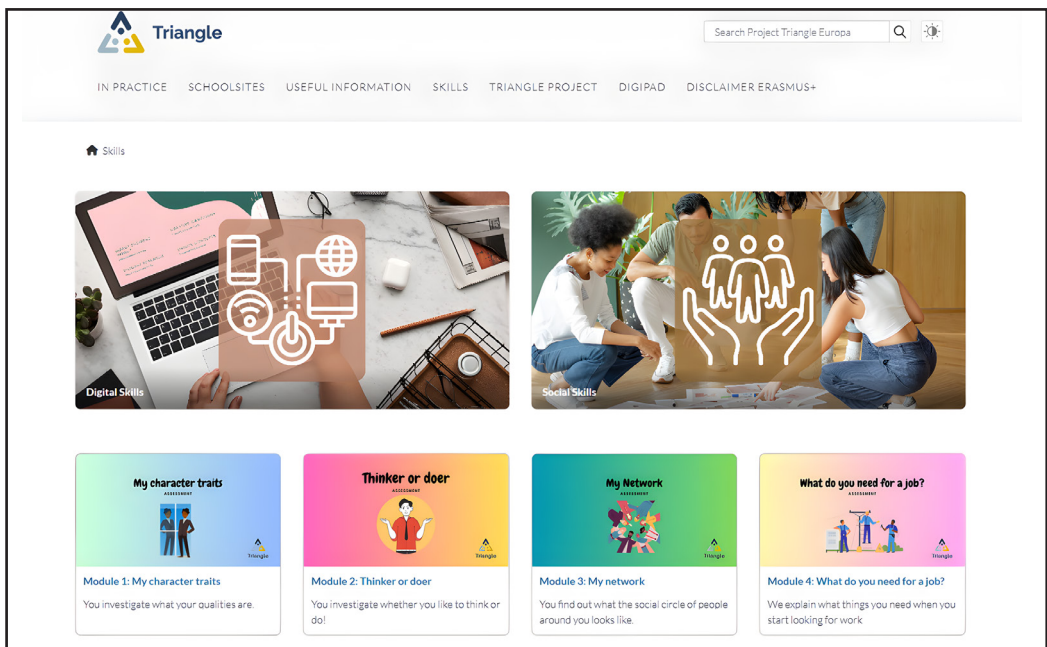 Triangle
Search Project Triangle Europa
IN PRACTICE SCHOOLSITES USEFUL INFORMATION SKILLS TRIANGLE PROJECT DIGIPAD DISCLAIMER ERASMUS+
Skills
Digital Skills
Social Skills
My character traits
ASSESSMENT
Triangle
Module 1: My character traits
You investigate what your qualities are.
Thinker or doer
ASSESSMENT
Triangle
Module 2: Thinker or doer
You investigate whether you like to think or
do!
My Network
ASSESSMENT
Triangle
Module 3: My network
You find out what the social circle of people
around you looks like.
What do you need for a job?
ASSESSMENT
Triangle
Module 4: What do you need for a job?
We explain what things you need when you
start looking for work